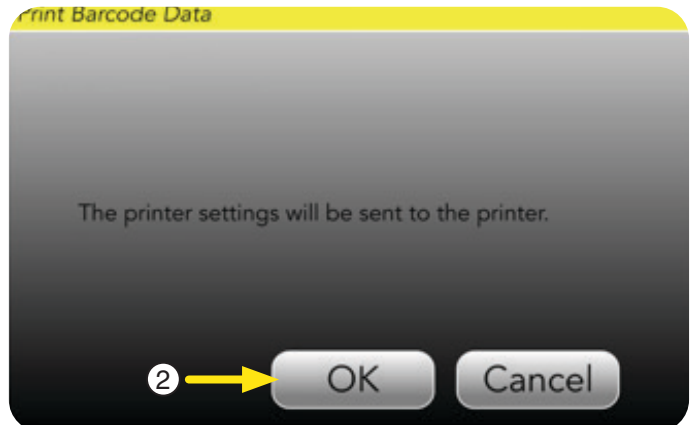 Print Barcode Data
The printer settings will be sent to the printer.
2 OK Cancel